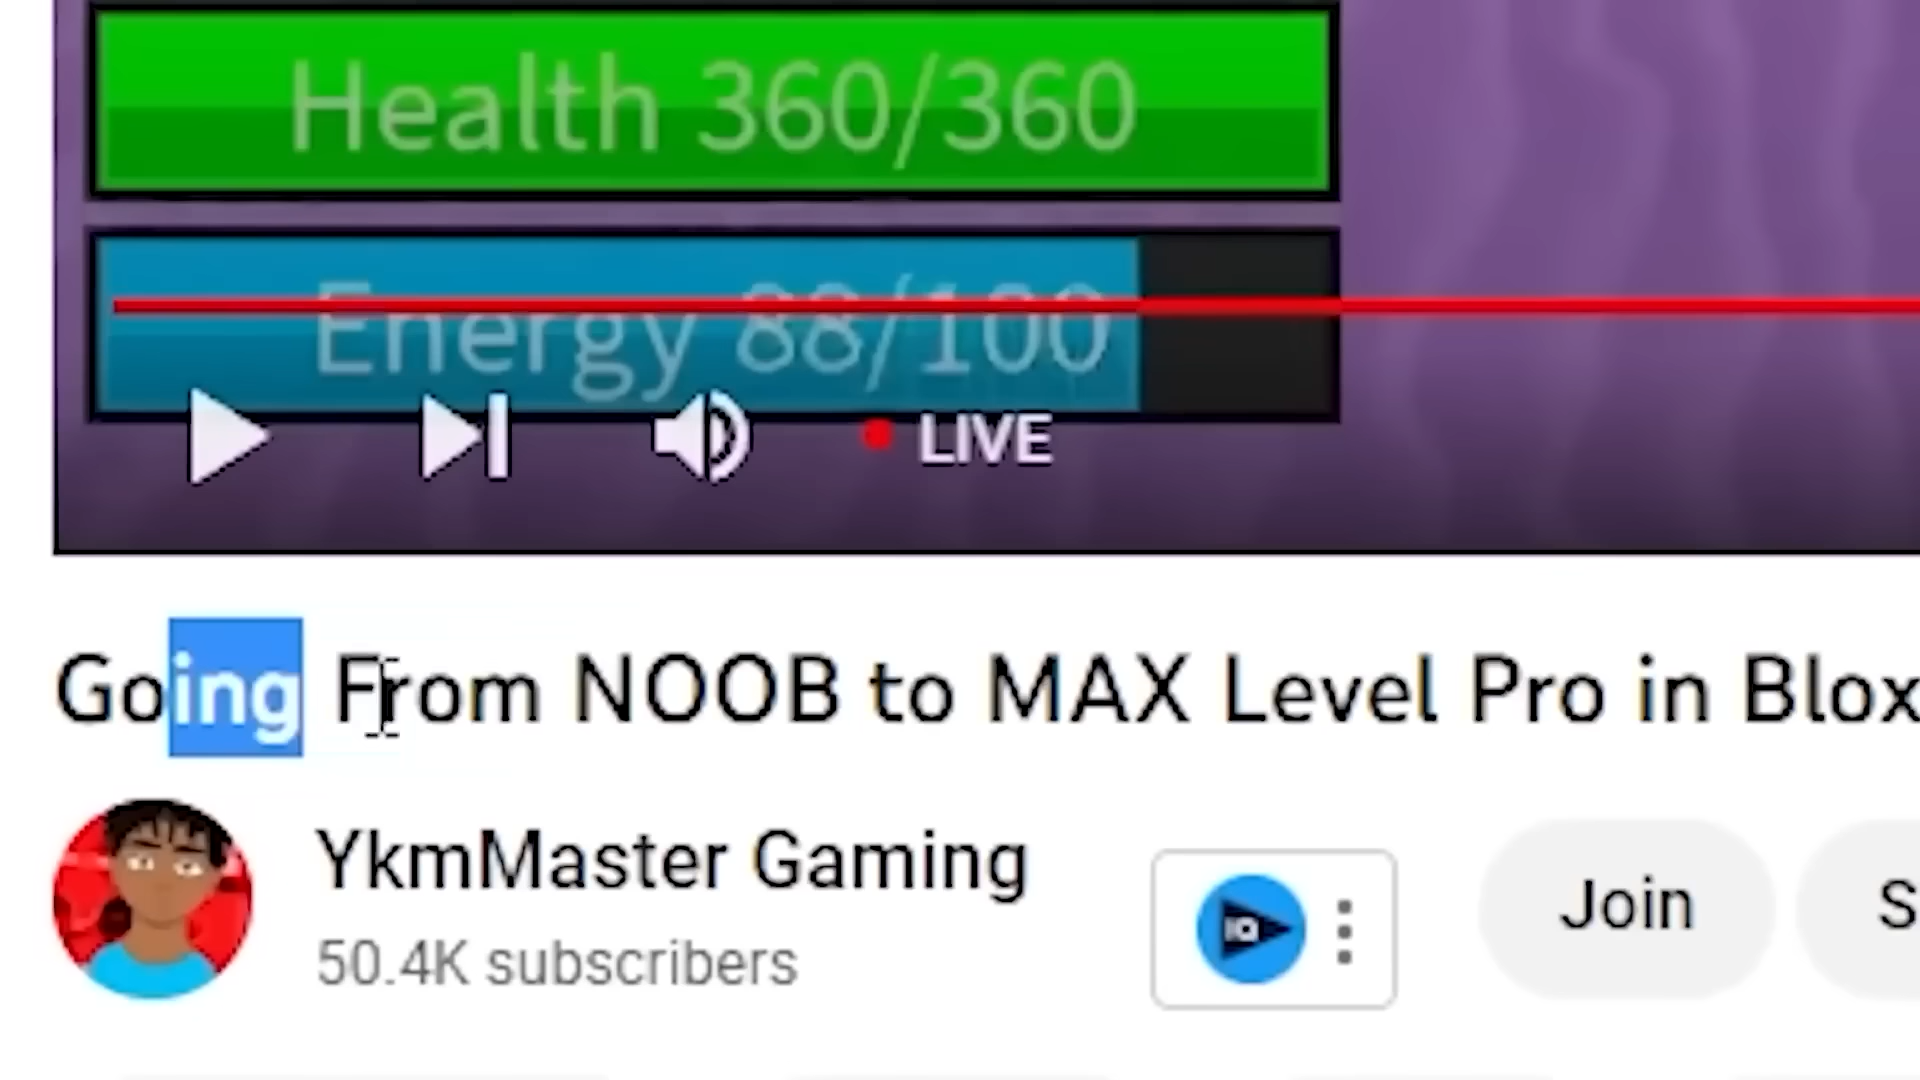 Health 360/360
Energy 88/100
LIVE
Going From NOOB to MAX Level Pro in Blox
YkmMaster Gaming
50.4K subscribers
IQ
Join
S